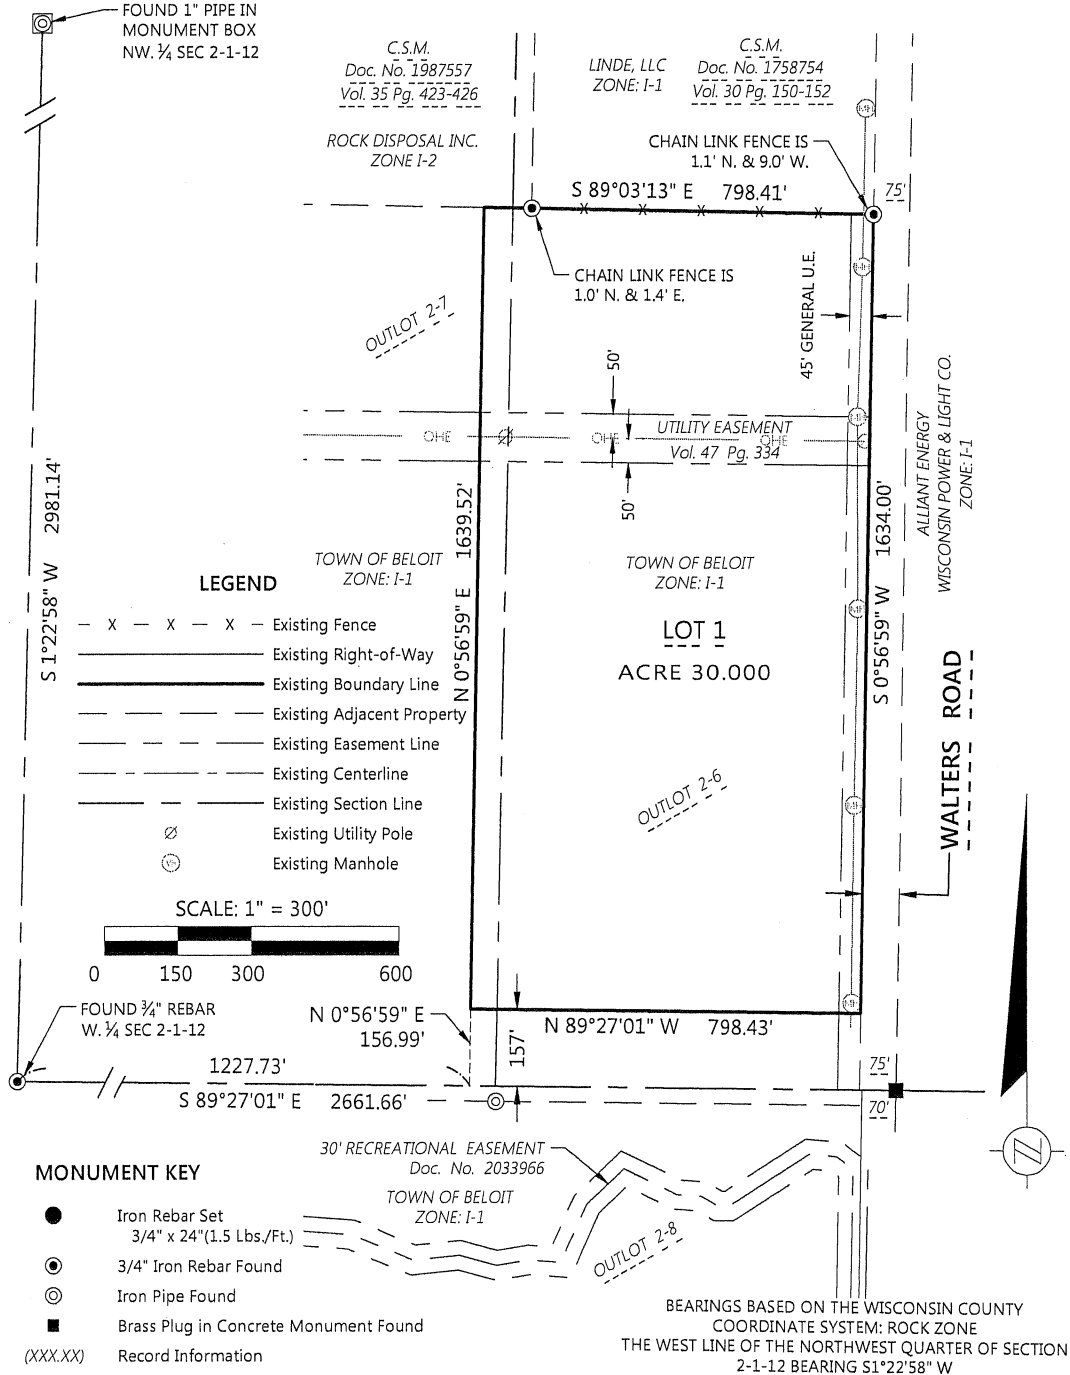 FOUND 1" PIPE IN
MONUMENT BOX
NW. ¼ SEC 2-1-12
C.S.M.
Doc. No. 1987557
Vol. 35 Pg. 423-426
ROCK DISPOSAL INC.
ZONE I-2
LINDE, LLC
ZONE: I-1
C.S.M.
Doc. No. 1758754
Vol. 30 Pg. 150-152
MH
CHAIN LINK FENCE IS
1.1' N. & 9.0' W.
S 89°03'13" E 798.41'
75'
CHAIN LINK FENCE IS
1.0' N. & 1.4' E.
MH
45' GENERAL U.E.
OUTLOT 2-7
50'
MH
UTILITY EASEMENT
Vol. 47 Pg. 334
OHE
OHE
OHE
50'
ALLIANT ENERGY
WISCONSIN POWER & LIGHT CO.
ZONE: I-1
S 1°22'58" W 2981.14'
N 0°56'59" E 1639.52'
S 0°56'59" W 1634.00'
TOWN OF BELOIT
ZONE: I-1
TOWN OF BELOIT
ZONE: I-1
MH
LOT 1
ACRE 30.000
WALTERS ROAD
LEGEND
X X X Existing Fence
Existing Right-of-Way
Existing Boundary Line
Existing Adjacent Property
Existing Easement Line
Existing Centerline
Existing Section Line
Existing Utility Pole
Existing Manhole
OUTLOT 2-6
MH
SCALE: 1" = 300'
0 150 300 600
FOUND ¾" REBAR
W. ¼ SEC 2-1-12
N 0°56'59" E
156.99'
MH
N 89°27'01" W 798.43'
157'
1227.73'
S 89°27'01" E 2661.66'
75'
70'
30' RECREATIONAL EASEMENT
Doc. No. 2033966
TOWN OF BELOIT
ZONE: I-1
OUTLOT 2-8
N
MONUMENT KEY
Iron Rebar Set
3/4" x 24"(1.5 Lbs./Ft.)
3/4" Iron Rebar Found
Iron Pipe Found
Brass Plug in Concrete Monument Found
(XXX.XX) Record Information
BEARINGS BASED ON THE WISCONSIN COUNTY
COORDINATE SYSTEM: ROCK ZONE
THE WEST LINE OF THE NORTHWEST QUARTER OF SECTION
2-1-12 BEARING S1°22'58" W